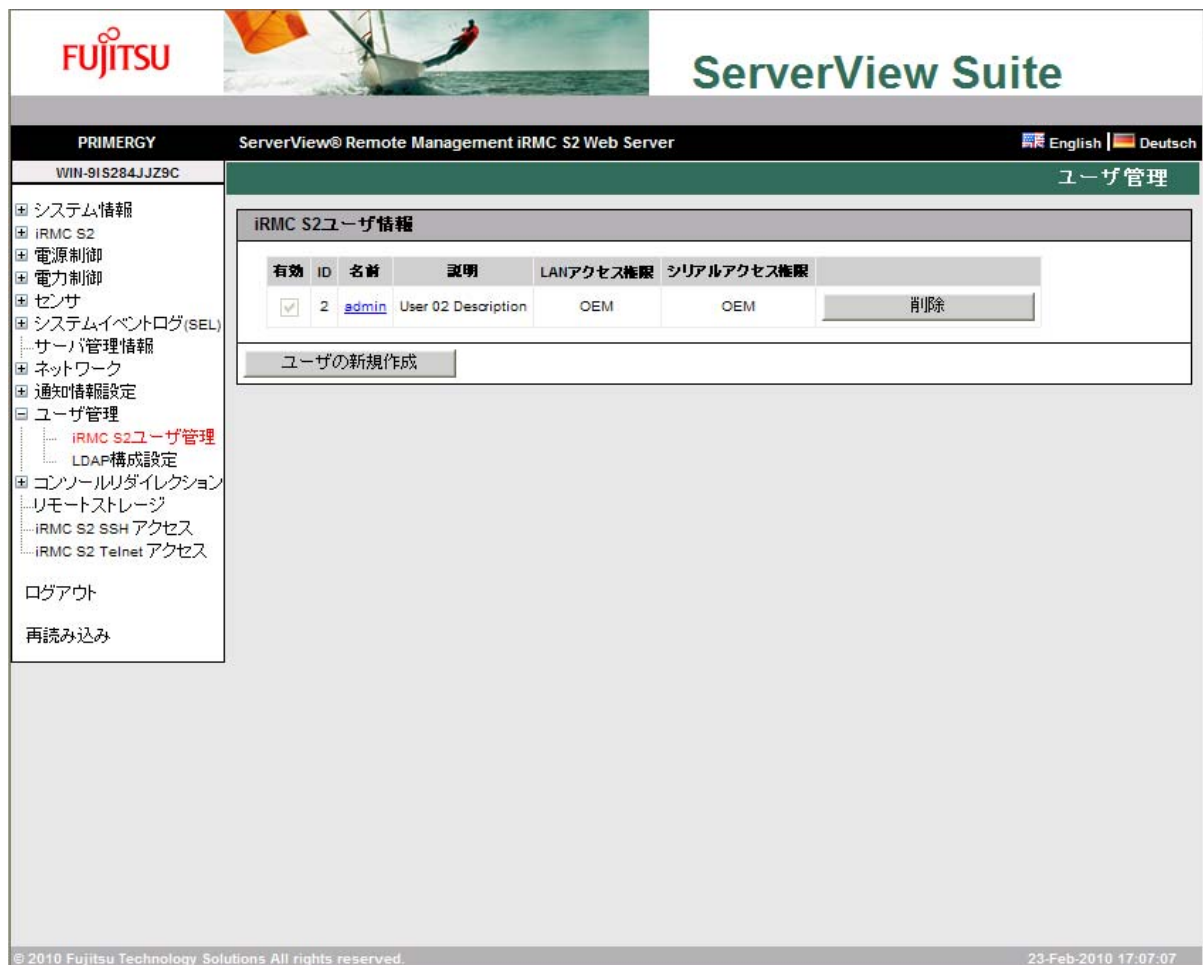 FUJITSU
ServerView Suite
PRIMERGY
ServerView® Remote Management iRMC S2 Web Server
English
Deutsch
WIN-9IS284JJZ9C
ユーザ管理
システム情報
iRMC S2
電源制御
電力制御
センサ
システムイベントログ(SEL)
サーバ管理情報
ネットワーク
通知情報設定
ユーザ管理
iRMC S2ユーザ管理
LDAP構成設定
コンソールリダイレクション
リモートストレージ
iRMC S2 SSH アクセス
iRMC S2 Telnet アクセス
ログアウト
再読み込み
iRMC S2ユーザ情報
有効 ID 名前 説明 LANアクセス権限 シリアルアクセス権限
2 admin User 02 Description OEM OEM 削除
ユーザの新規作成
© 2010 Fujitsu Technology Solutions All rights reserved.
23-Feb-2010 17:07:07